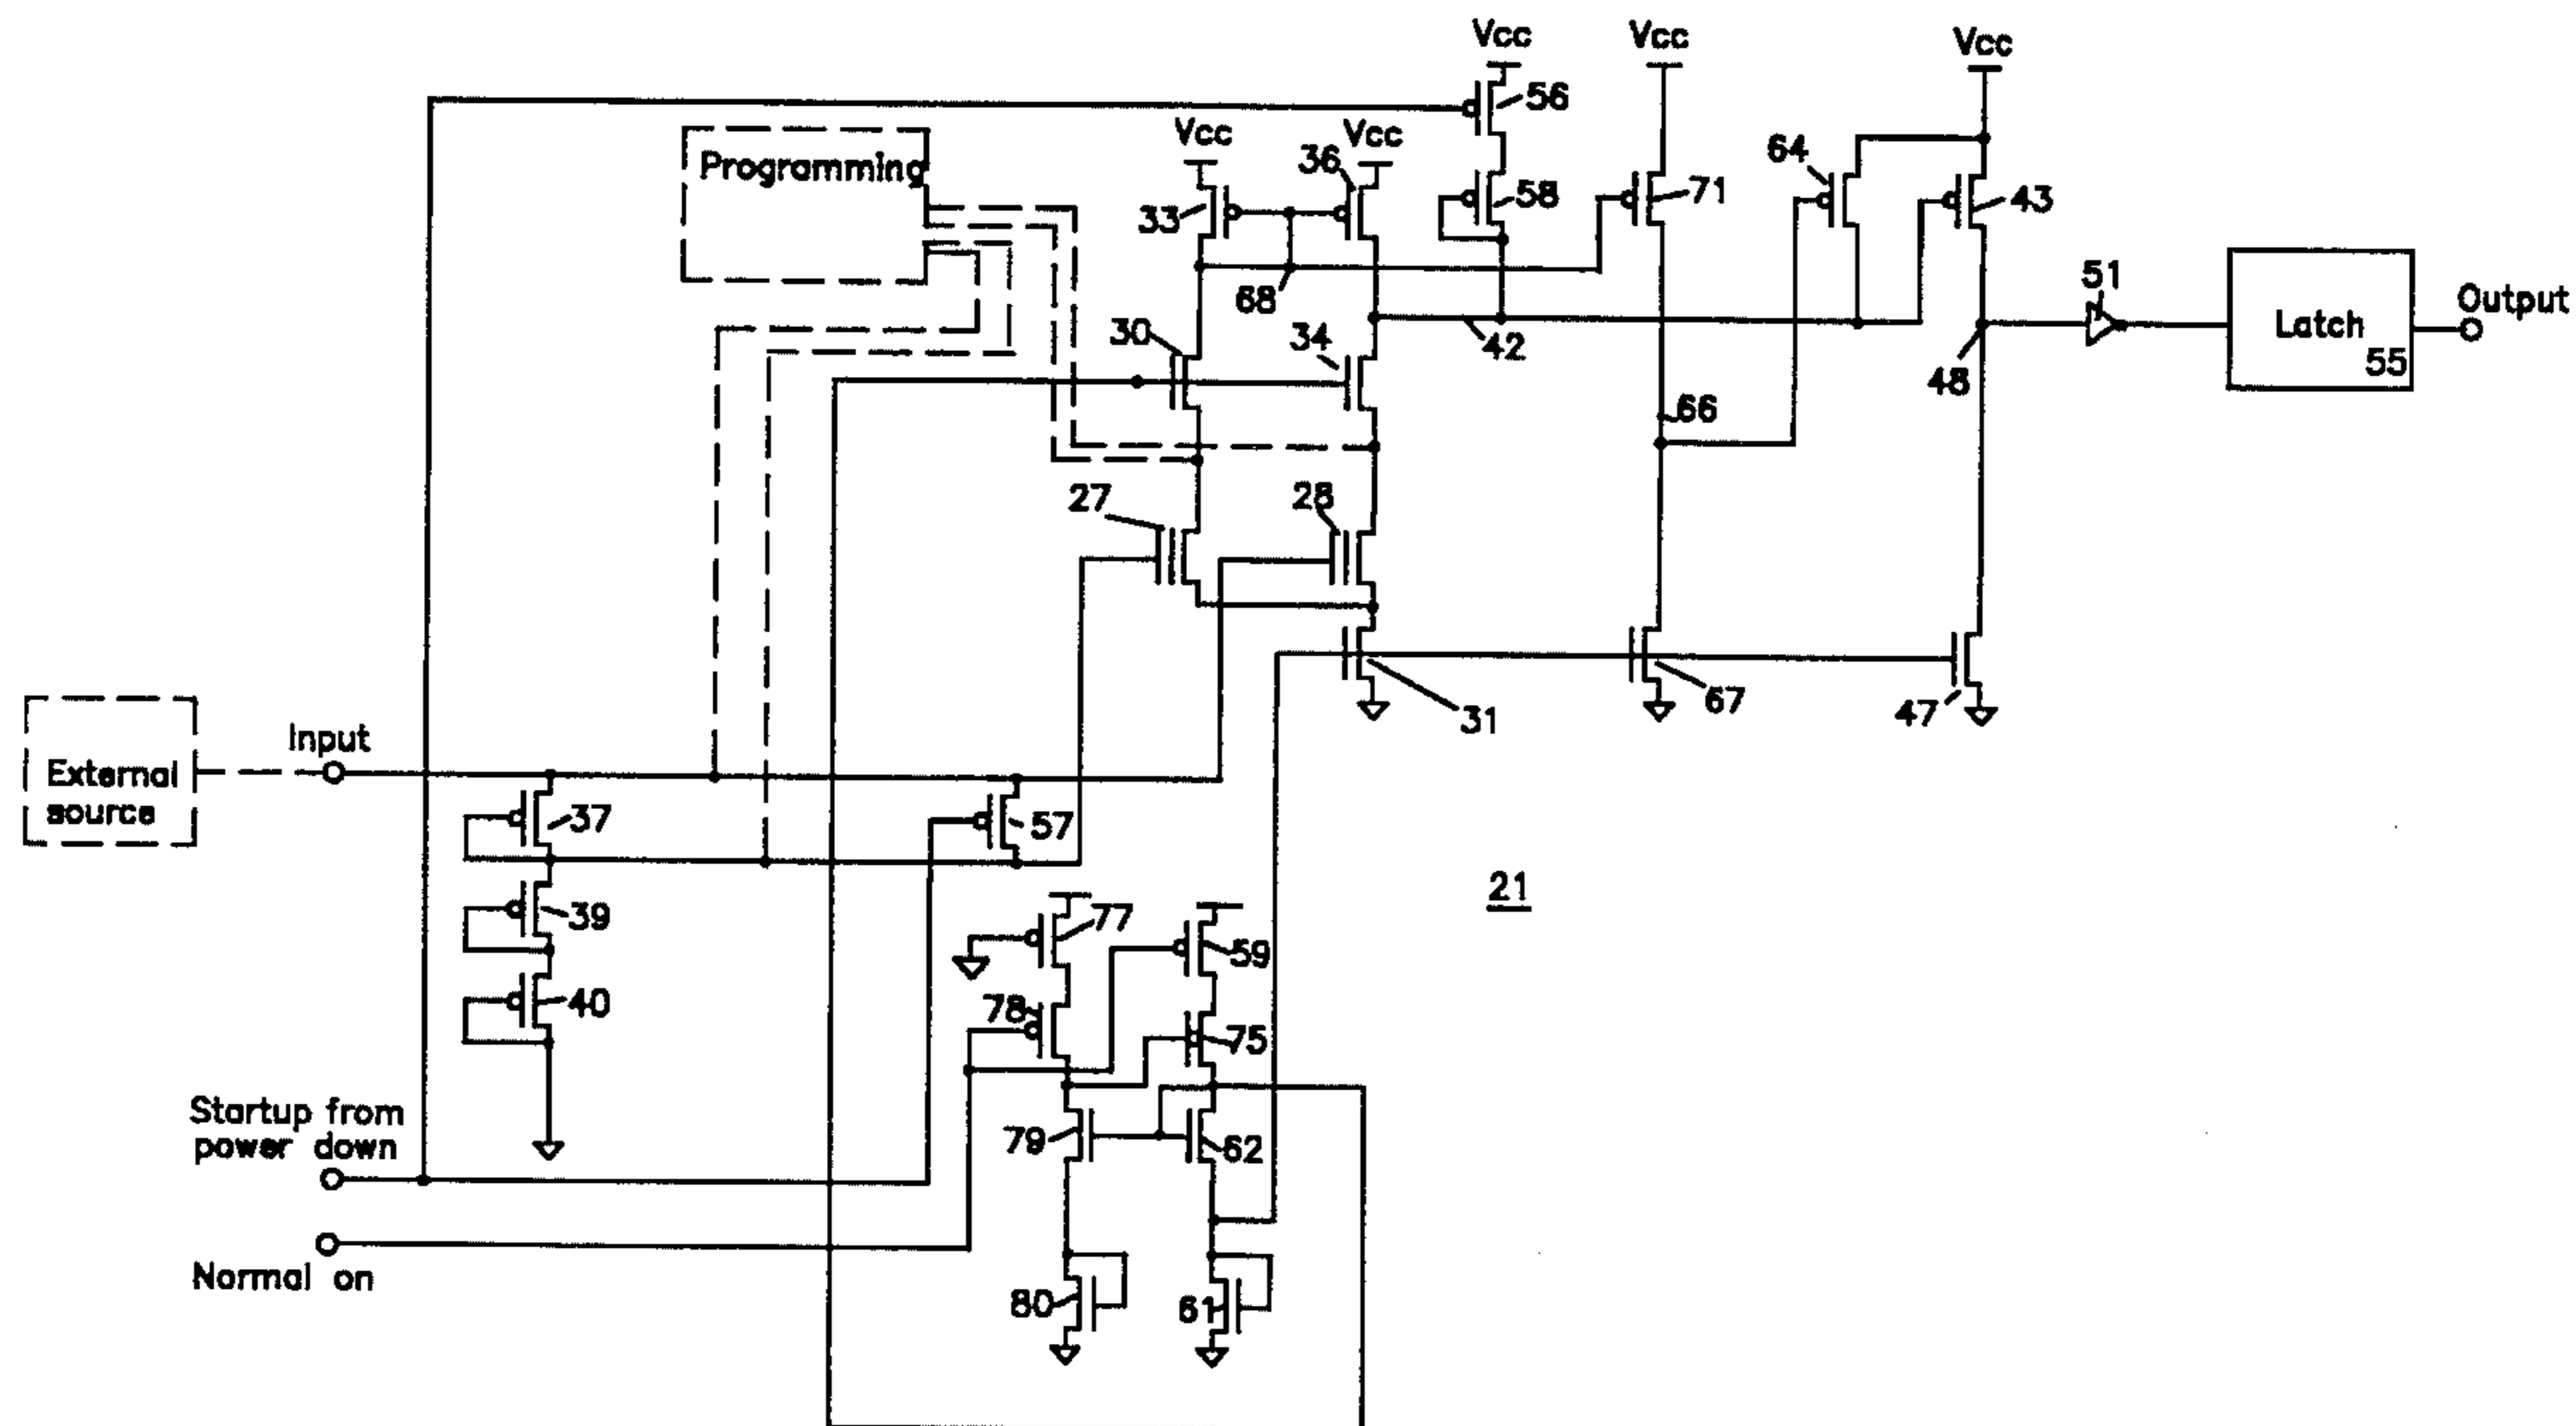 Vcc
Vcc
Vcc
56
Programming
Vcc
Vcc
36
64
33
58
71
43
68
51
Output
30
34
42
Latch
55
48
66
27
28
31
67
47
Input
External
source
37
57
21
39
77
59
40
78
75
Startup from
power down
79
62
Normal on
80
61